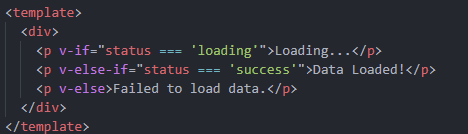 <template>
  <div>
    <p v-if="status === 'loading'">Loading...</p>
    <p v-else-if="status === 'success'">Data Loaded!</p>
    <p v-else>Failed to load data.</p>
  </div>
</template>